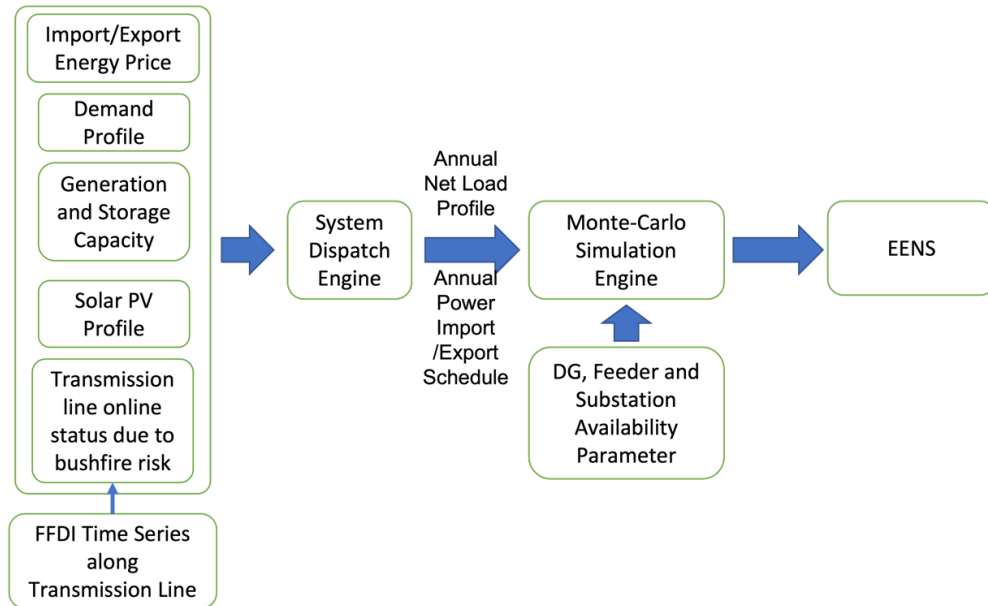 Import/Export
Energy Price
Demand
Profile
Generation
and Storage
Capacity
Solar PV
Profile
Transmission
line online
status due to
bushfire risk
FFDI Time Series
along
Transmission Line
System
Dispatch
Engine
Annual
Net Load
Profile
Annual
Power
Import
/Export
Schedule
Monte-Carlo
Simulation
Engine
DG, Feeder and
Substation
Availability
Parameter
EENS